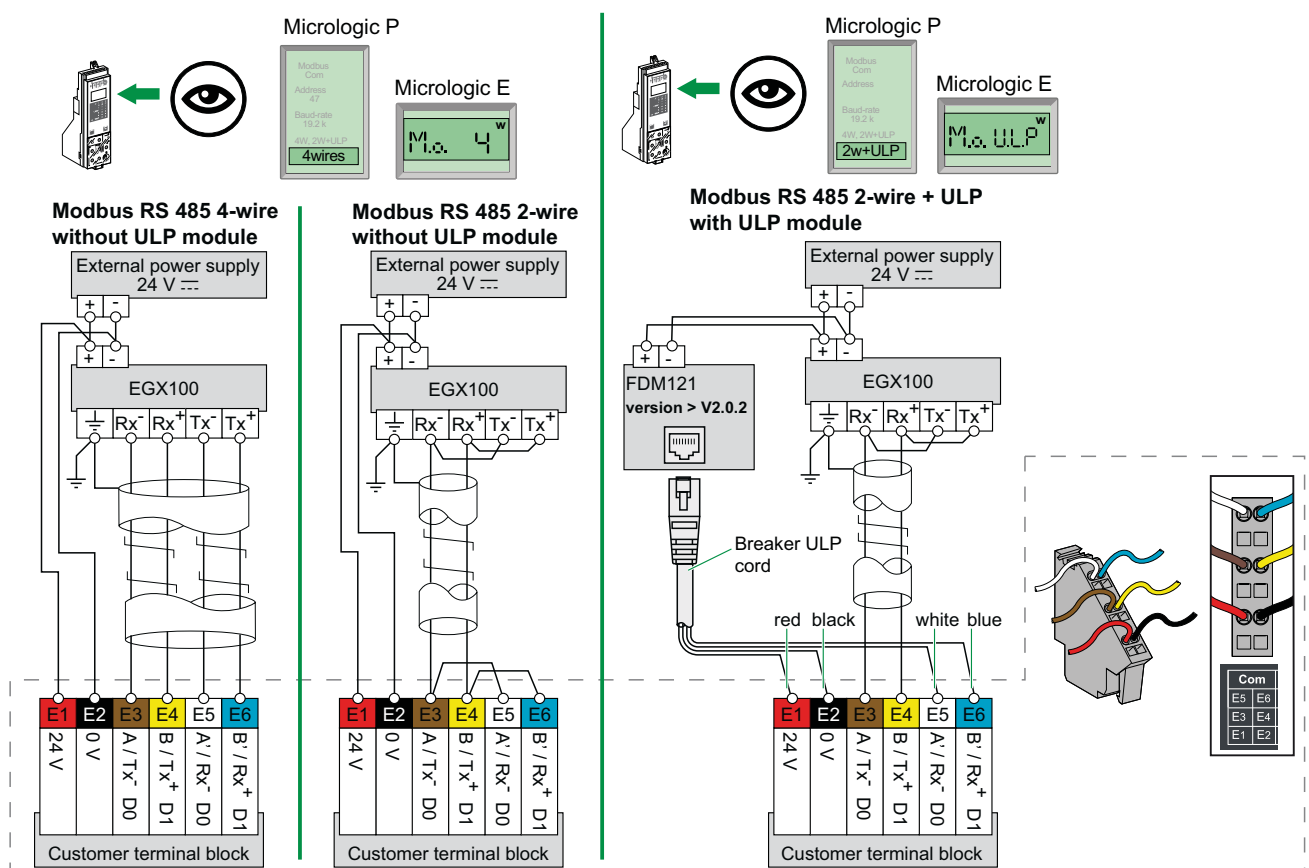 Micrologic P
Modbus
Com
Address
47
Baud-rate
19.2 k
4W, 2W+ULP
4wires
Micrologic E
w
M.o. 4
Modbus RS 485 4-wire
without ULP module
External power supply
24 V
+ -
+ -
EGX100
Rx- Rx+ Tx- Tx+
E1 E2 E3 E4 E5 E6
24 V
0 V
A / Tx- D0
B / Tx+ D1
A' / Rx- D0
B' / Rx+ D1
Customer terminal block
Modbus RS 485 2-wire
without ULP module
External power supply
24 V
+ -
+ -
EGX100
Rx- Rx+ Tx- Tx+
E1 E2 E3 E4 E5 E6
24 V
0 V
A / Tx- D0
B / Tx+ D1
A' / Rx- D0
B' / Rx+ D1
Customer terminal block
Micrologic P
Modbus
Com
Address
Baud-rate
19.2 k
4W, 2W+ULP
2w+ULP
Micrologic E
w
M.o. U.L.P
Modbus RS 485 2-wire + ULP
with ULP module
External power supply
24 V
+ -
+ -
+ -
FDM121
version > V2.0.2
EGX100
Rx- Rx+ Tx- Tx+
Breaker ULP
cord
red black white blue
E1 E2 E3 E4 E5 E6
24 V
0 V
A / Tx- D0
B / Tx+ D1
A' / Rx- D0
B' / Rx+ D1
Customer terminal block
Com
E5 E6
E3 E4
E1 E2